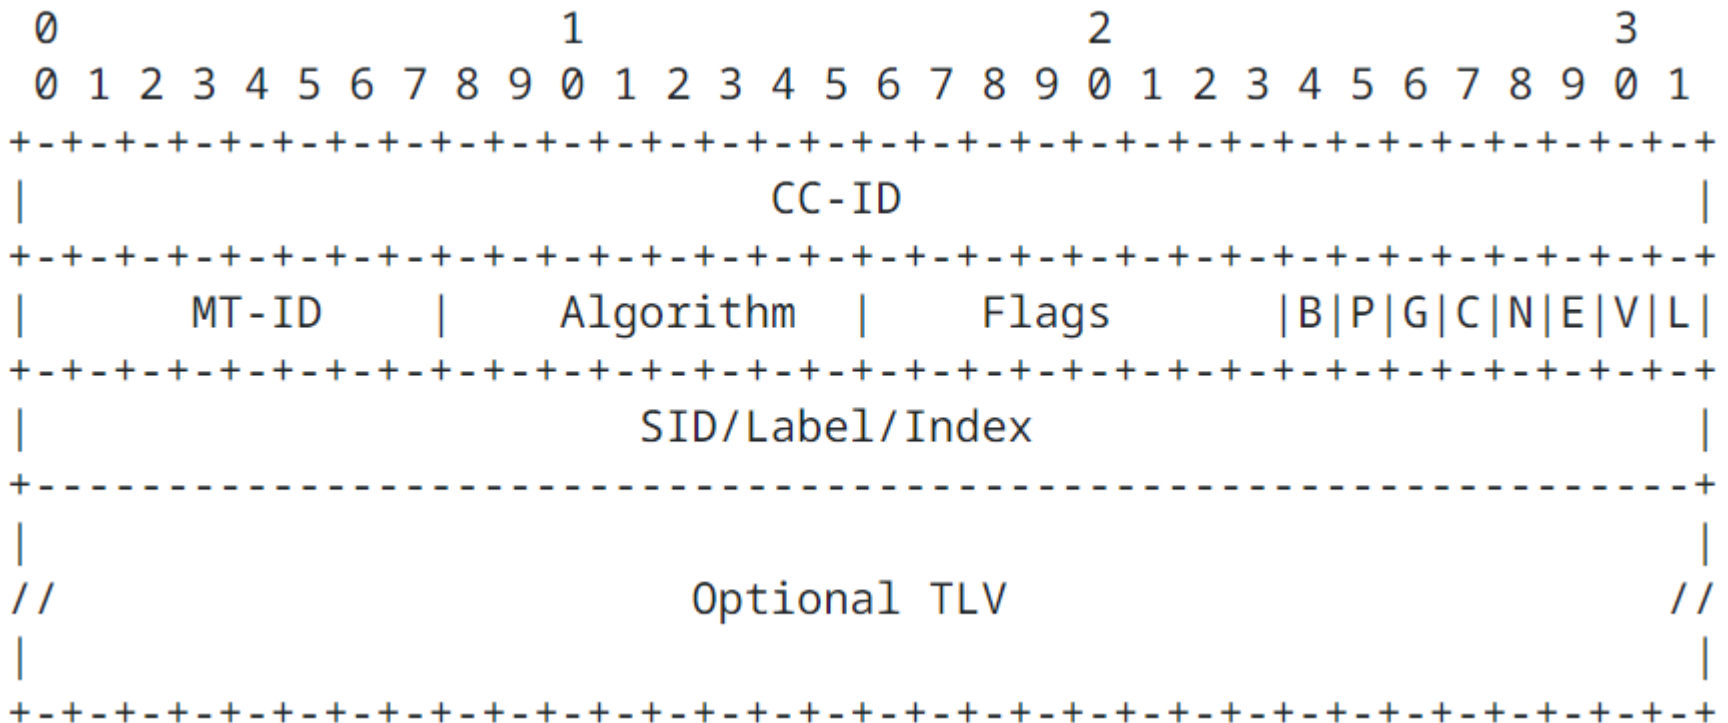 0                   1                   2                   3
 0 1 2 3 4 5 6 7 8 9 0 1 2 3 4 5 6 7 8 9 0 1 2 3 4 5 6 7 8 9 0 1
+-+-+-+-+-+-+-+-+-+-+-+-+-+-+-+-+-+-+-+-+-+-+-+-+-+-+-+-+-+-+-+-+
|                            CC-ID                              |
+-+-+-+-+-+-+-+-+-+-+-+-+-+-+-+-+-+-+-+-+-+-+-+-+-+-+-+-+-+-+-+-+
|      MT-ID    |    Algorithm  |    Flags      |B|P|G|C|N|E|V|L|
+-+-+-+-+-+-+-+-+-+-+-+-+-+-+-+-+-+-+-+-+-+-+-+-+-+-+-+-+-+-+-+-+
|                       SID/Label/Index                         |
+---------------------------------------------------------------+
|                                                               |
//                        Optional TLV                         //
|                                                               |
+-+-+-+-+-+-+-+-+-+-+-+-+-+-+-+-+-+-+-+-+-+-+-+-+-+-+-+-+-+-+-+-+